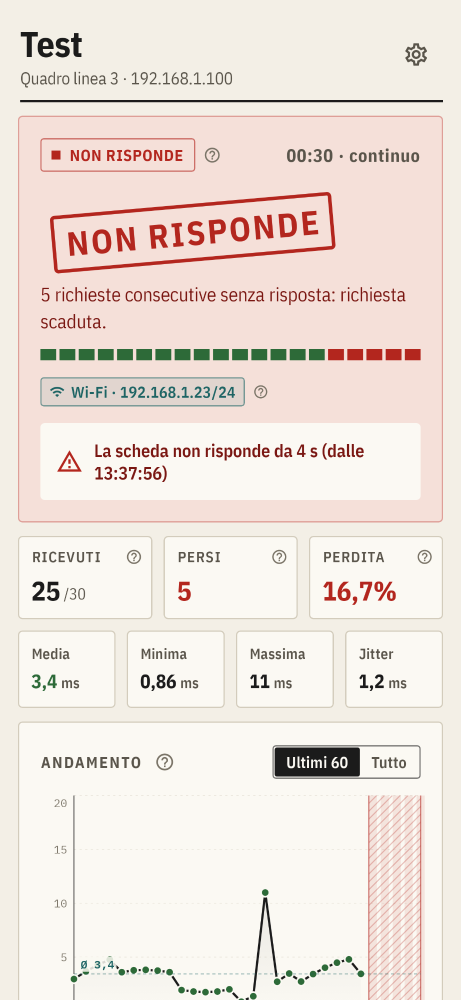 Test
Quadro linea 3 · 192.168.1.100
NON RISPONDE
00:30 · continuo
NON RISPONDE
5 richieste consecutive senza risposta: richiesta
scaduta.
Wi-Fi · 192.168.1.23/24
La scheda non risponde da 4 s (dalle
13:37:56)
RICEVUTI
25 /30
PERSI
5
PERDITA
16,7%
Media
3,4 ms
Minima
0,86 ms
Massima
11 ms
Jitter
1,2 ms
ANDAMENTO
Ultimi 60
Tutto
20
15
10
5
Ø 3,4